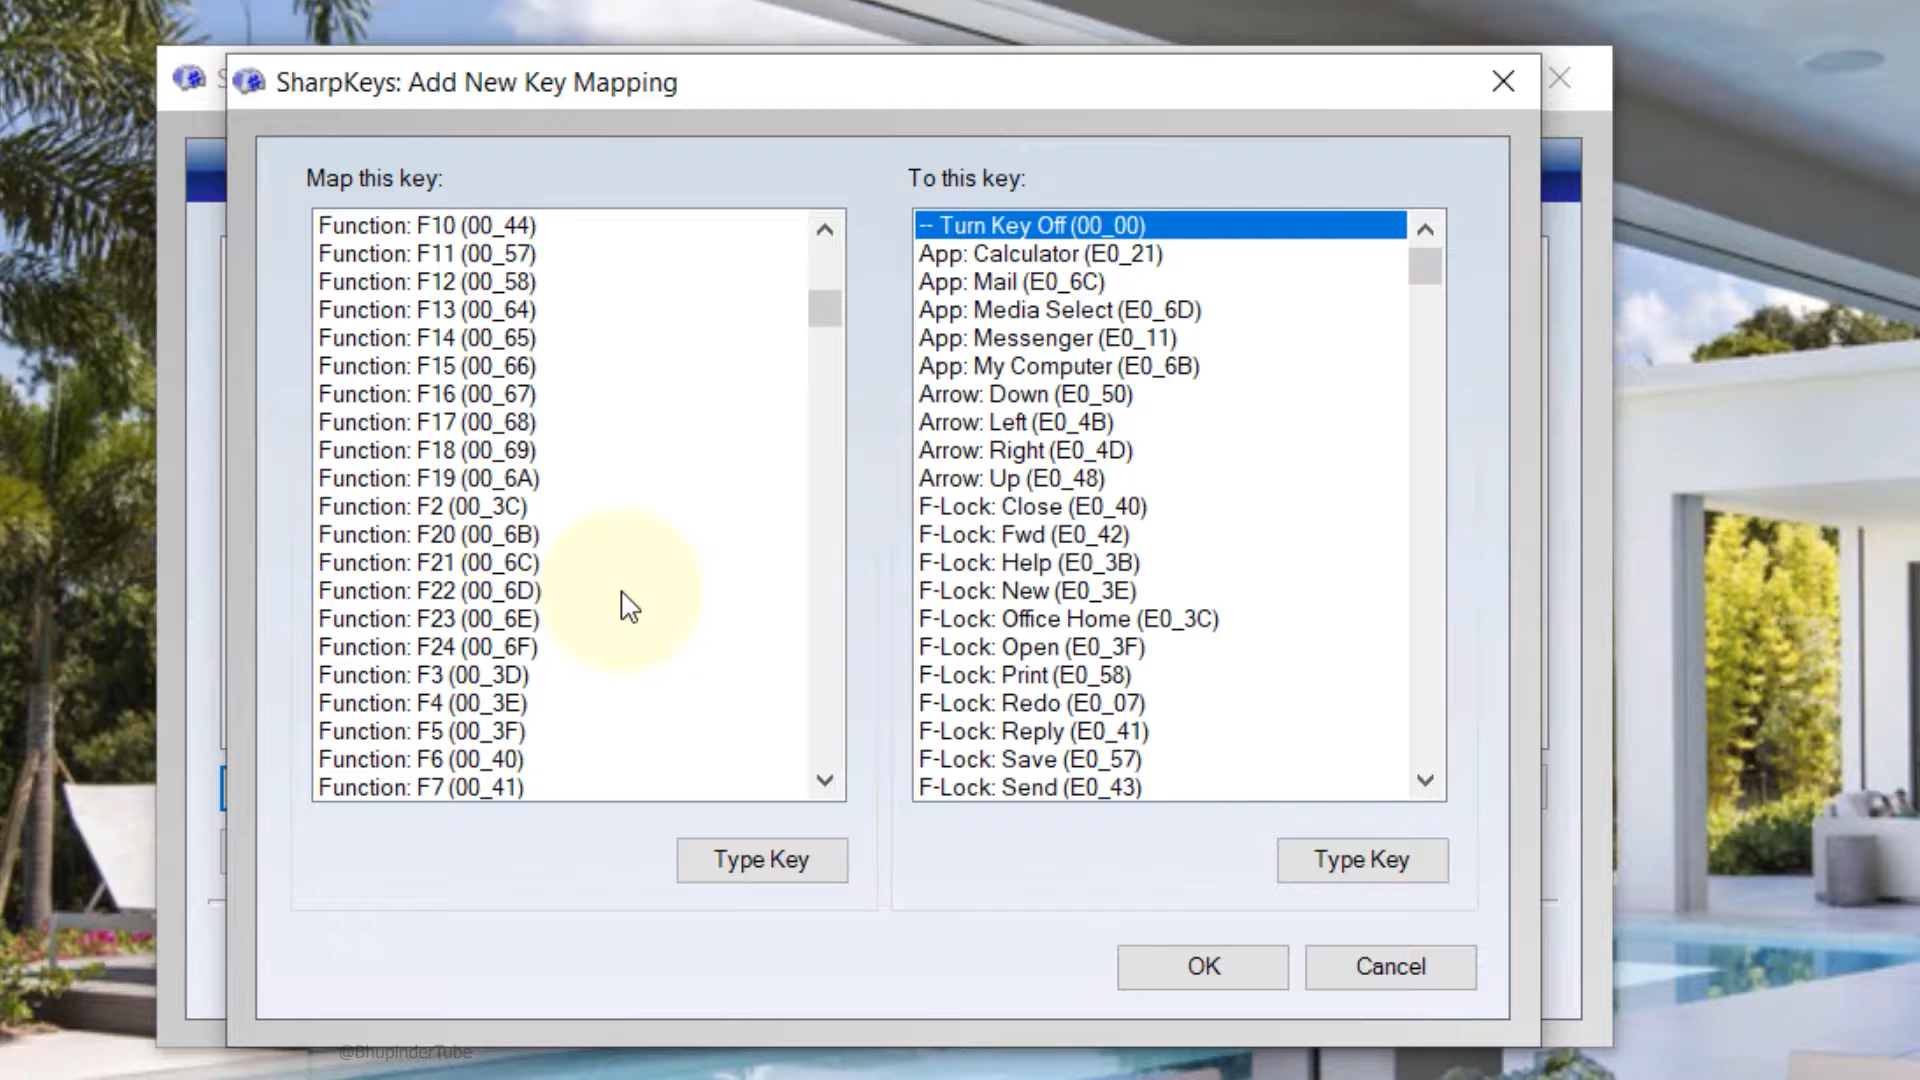 SharpKeys: Add New Key Mapping
Map this key:
Function: F10 (00_44)
Function: F11 (00_57)
Function: F12 (00_58)
Function: F13 (00_64)
Function: F14 (00_65)
Function: F15 (00_66)
Function: F16 (00_67)
Function: F17 (00_68)
Function: F18 (00_69)
Function: F19 (00_6A)
Function: F2 (00_3C)
Function: F20 (00_6B)
Function: F21 (00_6C)
Function: F22 (00_6D)
Function: F23 (00_6E)
Function: F24 (00_6F)
Function: F3 (00_3D)
Function: F4 (00_3E)
Function: F5 (00_3F)
Function: F6 (00_40)
Function: F7 (00_41)
Type Key
To this key:
-- Turn Key Off (00_00)
App: Calculator (E0_21)
App: Mail (E0_6C)
App: Media Select (E0_6D)
App: Messenger (E0_11)
App: My Computer (E0_6B)
Arrow: Down (E0_50)
Arrow: Left (E0_4B)
Arrow: Right (E0_4D)
Arrow: Up (E0_48)
F-Lock: Close (E0_40)
F-Lock: Fwd (E0_42)
F-Lock: Help (E0_3B)
F-Lock: New (E0_3E)
F-Lock: Office Home (E0_3C)
F-Lock: Open (E0_3F)
F-Lock: Print (E0_58)
F-Lock: Redo (E0_07)
F-Lock: Reply (E0_41)
F-Lock: Save (E0_57)
F-Lock: Send (E0_43)
Type Key
OK
Cancel
@BhupinderTube